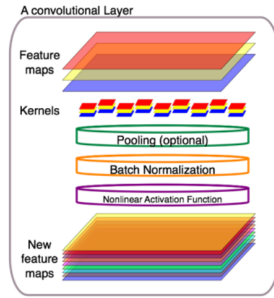 A convolutional Layer
Feature
maps
Kernels
Pooling (optional)
Batch Normalization
Nonlinear Activation Function
New
feature
maps